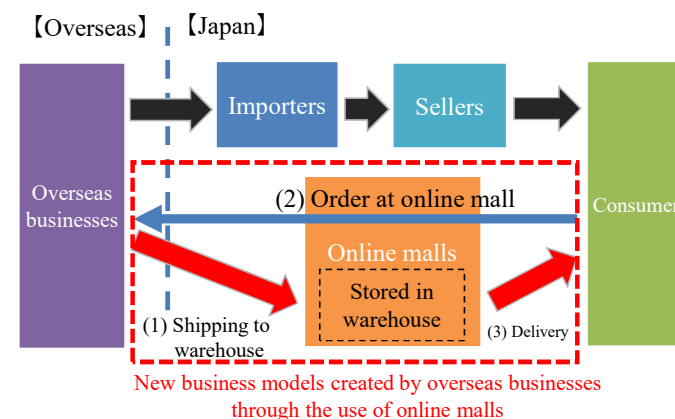 【Overseas】
【Japan】
Importers
Sellers
Overseas
businesses
Consumer
(2) Order at online mall
Online malls
Stored in
warehouse
(1) Shipping to
warehouse
(3) Delivery
New business models created by overseas businesses
through the use of online malls